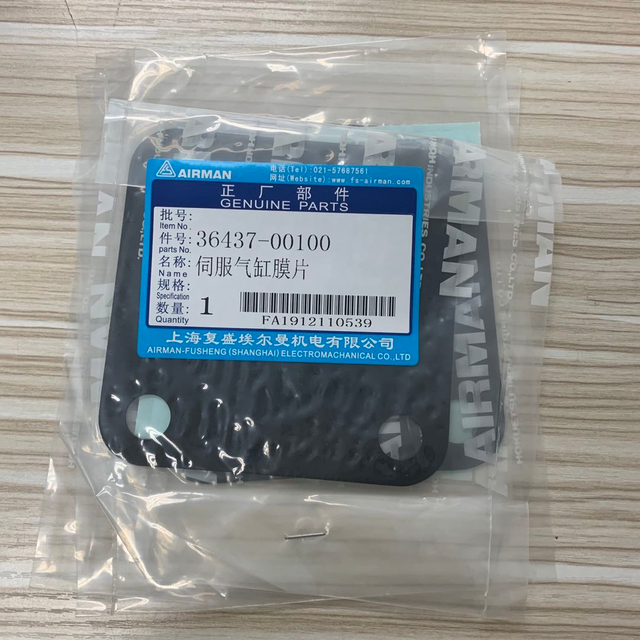 AIRMAN
电话(Tel):021-57687561
网址(Website):www.fs-airman.com
正厂部件
GENUINE PARTS
批号:
Item No.
件号: 36437-00100
parts No.
名称: 伺服气缸膜片
Name
规格:
Specification
数量: 1
Quantity
FA1912110539
上海复盛埃尔曼机电有限公司
AIRMAN-FUSHENG (SHANGHAI) ELECTROMACHANICAL CO.,LTD
AIRMAN
AIRMAN